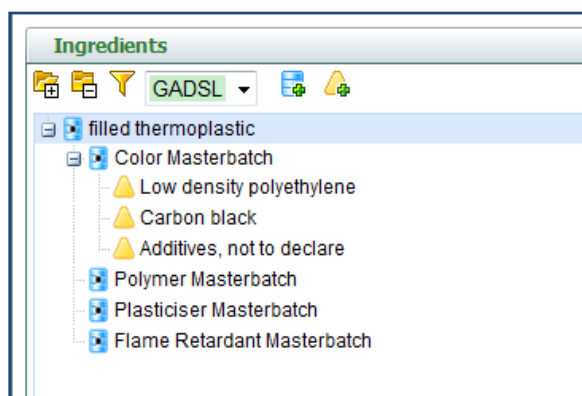 Ingredients
GADSL
filled thermoplastic
Color Masterbatch
Low density polyethylene
Carbon black
Additives, not to declare
Polymer Masterbatch
Plasticiser Masterbatch
Flame Retardant Masterbatch